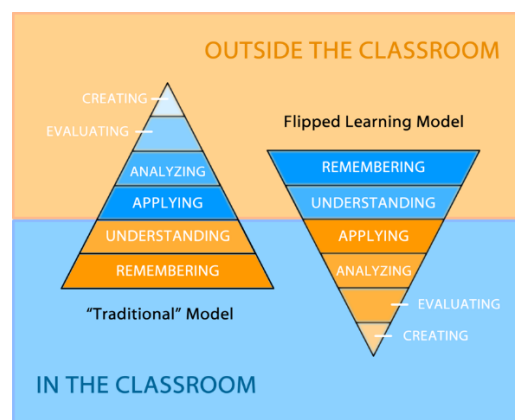 OUTSIDE THE CLASSROOM
CREATING
EVALUATING
ANALYZING
APPLYING
UNDERSTANDING
REMEMBERING
"Traditional" Model
Flipped Learning Model
REMEMBERING
UNDERSTANDING
APPLYING
ANALYZING
EVALUATING
CREATING
IN THE CLASSROOM